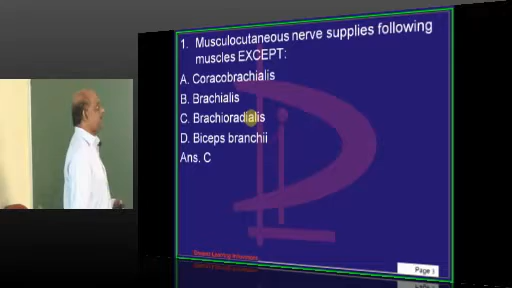 1. Musculocutaneous nerve supplies following
muscles EXCEPT:
A. Coracobrachialis
B. Brachialis
C. Brachioradialis
D. Biceps branchii
Ans. C
Page 1